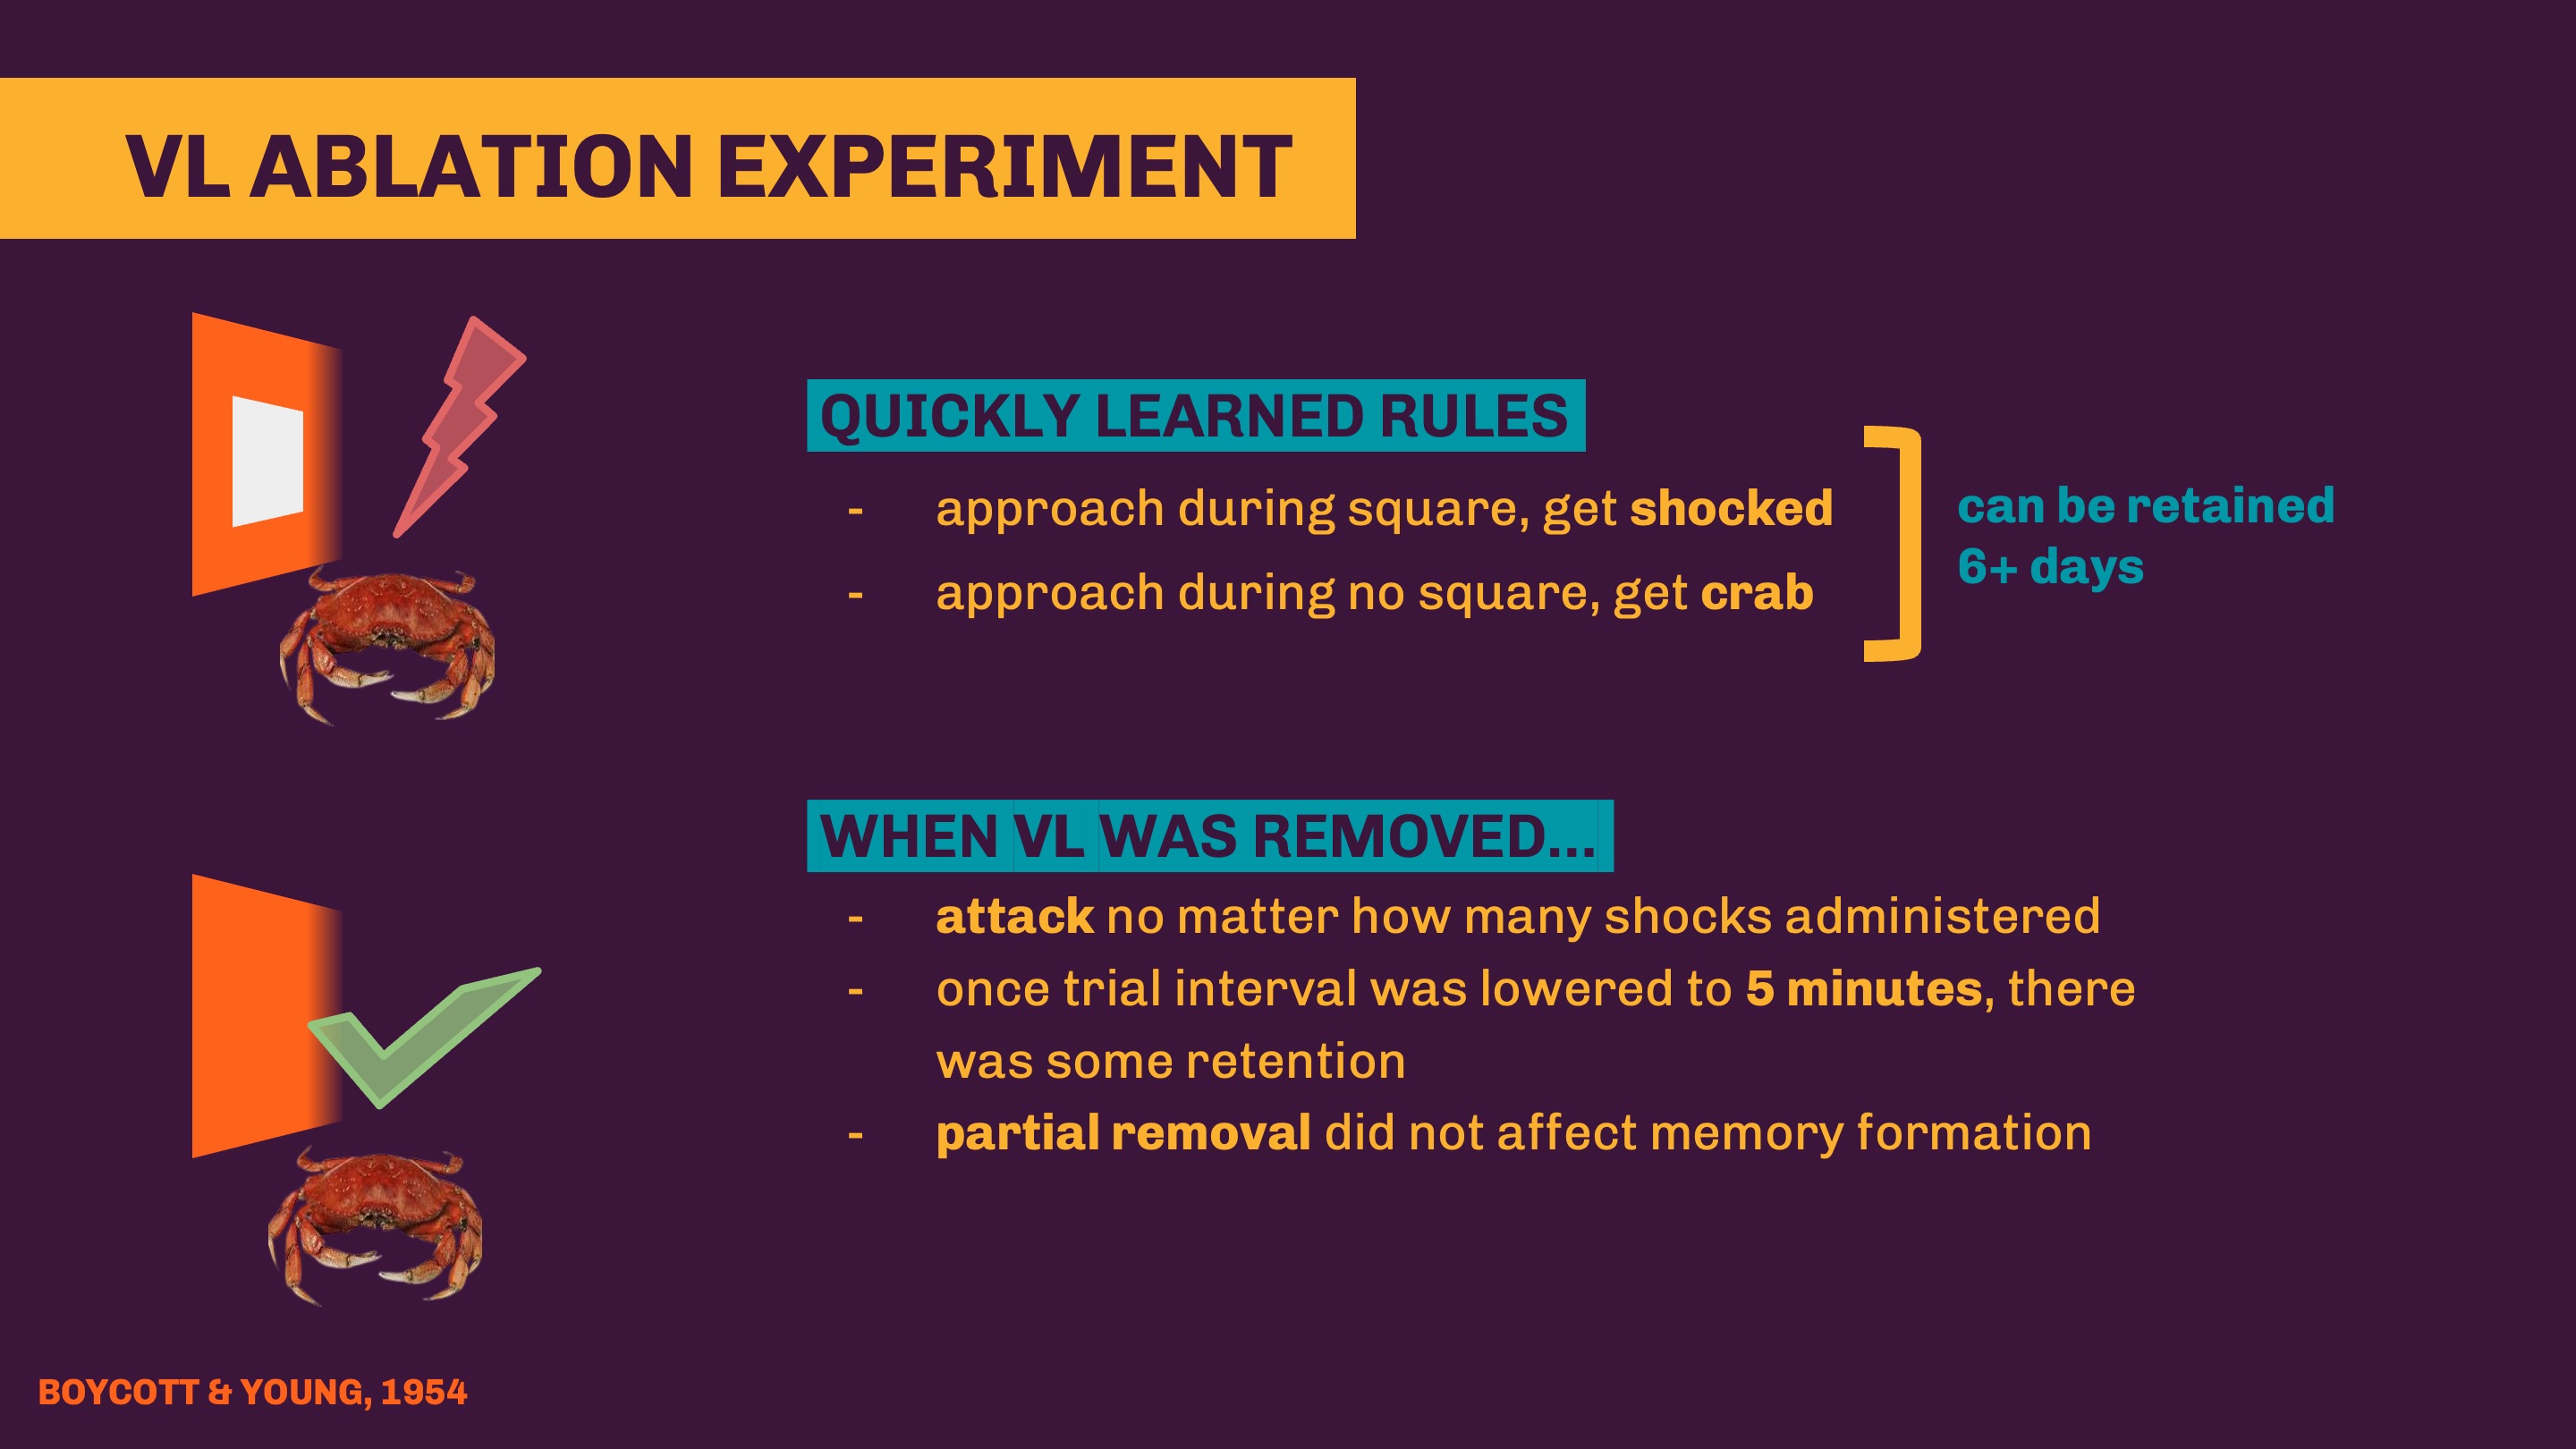 VL ABLATION EXPERIMENT
QUICKLY LEARNED RULES
- approach during square, get shocked
- approach during no square, get crab
can be retained
6+ days
WHEN VL WAS REMOVED...
- attack no matter how many shocks administered
- once trial interval was lowered to 5 minutes, there
was some retention
- partial removal did not affect memory formation
BOYCOTT & YOUNG, 1954